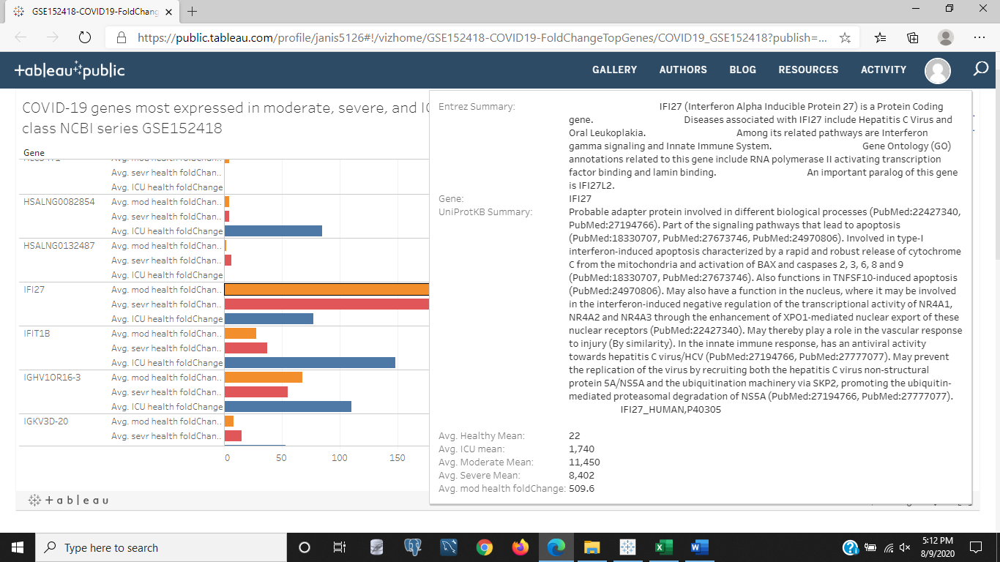 GSE152418-COVID19-FoldChang
https://public.tableau.com/profile/janis5126#!/vizhome/GSE152418-COVID19-FoldChangeTopGenes/COVID19_GSE152418?publish=...
+ableau public
GALLERY AUTHORS BLOG RESOURCES ACTIVITY
COVID-19 genes most expressed in moderate, severe, and IC
class NCBI series GSE152418
Gene
Avg. mod health foldChan..
Avg. sevr health foldChan..
Avg. ICU health foldChange
HSALNG0082854 Avg. mod health foldChan..
Avg. sevr health foldChan..
Avg. ICU health foldChange
HSALNG0132487 Avg. mod health foldChan..
Avg. sevr health foldChan..
Avg. ICU health foldChange
IFI27 Avg. mod health foldChan..
Avg. sevr health foldChan..
Avg. ICU health foldChange
IFIT1B Avg. mod health foldChan..
Avg. sevr health foldChan..
Avg. ICU health foldChange
IGHV1OR16-3 Avg. mod health foldChan..
Avg. sevr health foldChan..
Avg. ICU health foldChange
IGKV3D-20 Avg. mod health foldChan..
Avg. sevr health foldChan..
0 50 100 150
Entrez Summary: IFI27 (Interferon Alpha Inducible Protein 27) is a Protein Coding
gene. Diseases associated with IFI27 include Hepatitis C Virus and
Oral Leukoplakia. Among its related pathways are Interferon
gamma signaling and Innate Immune System. Gene Ontology (GO)
annotations related to this gene include RNA polymerase II activating transcription
factor binding and lamin binding. An important paralog of this gene
is IFI27L2.
Gene: IFI27
UniProtKB Summary: Probable adapter protein involved in different biological processes (PubMed:22427340,
PubMed:27194766). Part of the signaling pathways that lead to apoptosis
(PubMed:18330707, PubMed:27673746, PubMed:24970806). Involved in type-I
interferon-induced apoptosis characterized by a rapid and robust release of cytochrome
C from the mitochondria and activation of BAX and caspases 2, 3, 6, 8 and 9
(PubMed:18330707, PubMed:27673746). Also functions in TNFSF10-induced apoptosis
(PubMed:24970806). May also have a function in the nucleus, where it may be involved
in the interferon-induced negative regulation of the transcriptional activity of NR4A1,
NR4A2 and NR4A3 through the enhancement of XPO1-mediated nuclear export of these
nuclear receptors (PubMed:22427340). May thereby play a role in the vascular response
to injury (By similarity). In the innate immune response, has an antiviral activity
towards hepatitis C virus/HCV (PubMed:27194766, PubMed:27777077). May prevent
the replication of the virus by recruiting both the hepatitis C virus non-structural
protein 5A/NS5A and the ubiquitination machinery via SKP2, promoting the ubiquitin-
mediated proteasomal degradation of NS5A (PubMed:27194766, PubMed:27777077).
IFI27_HUMAN,P40305
Avg. Healthy Mean: 22
Avg. ICU mean: 1,740
Avg. Moderate Mean: 11,450
Avg. Severe Mean: 8,402
Avg. mod health foldChange: 509.6
+ a b l e a u
Type here to search
5:12 PM
8/9/2020